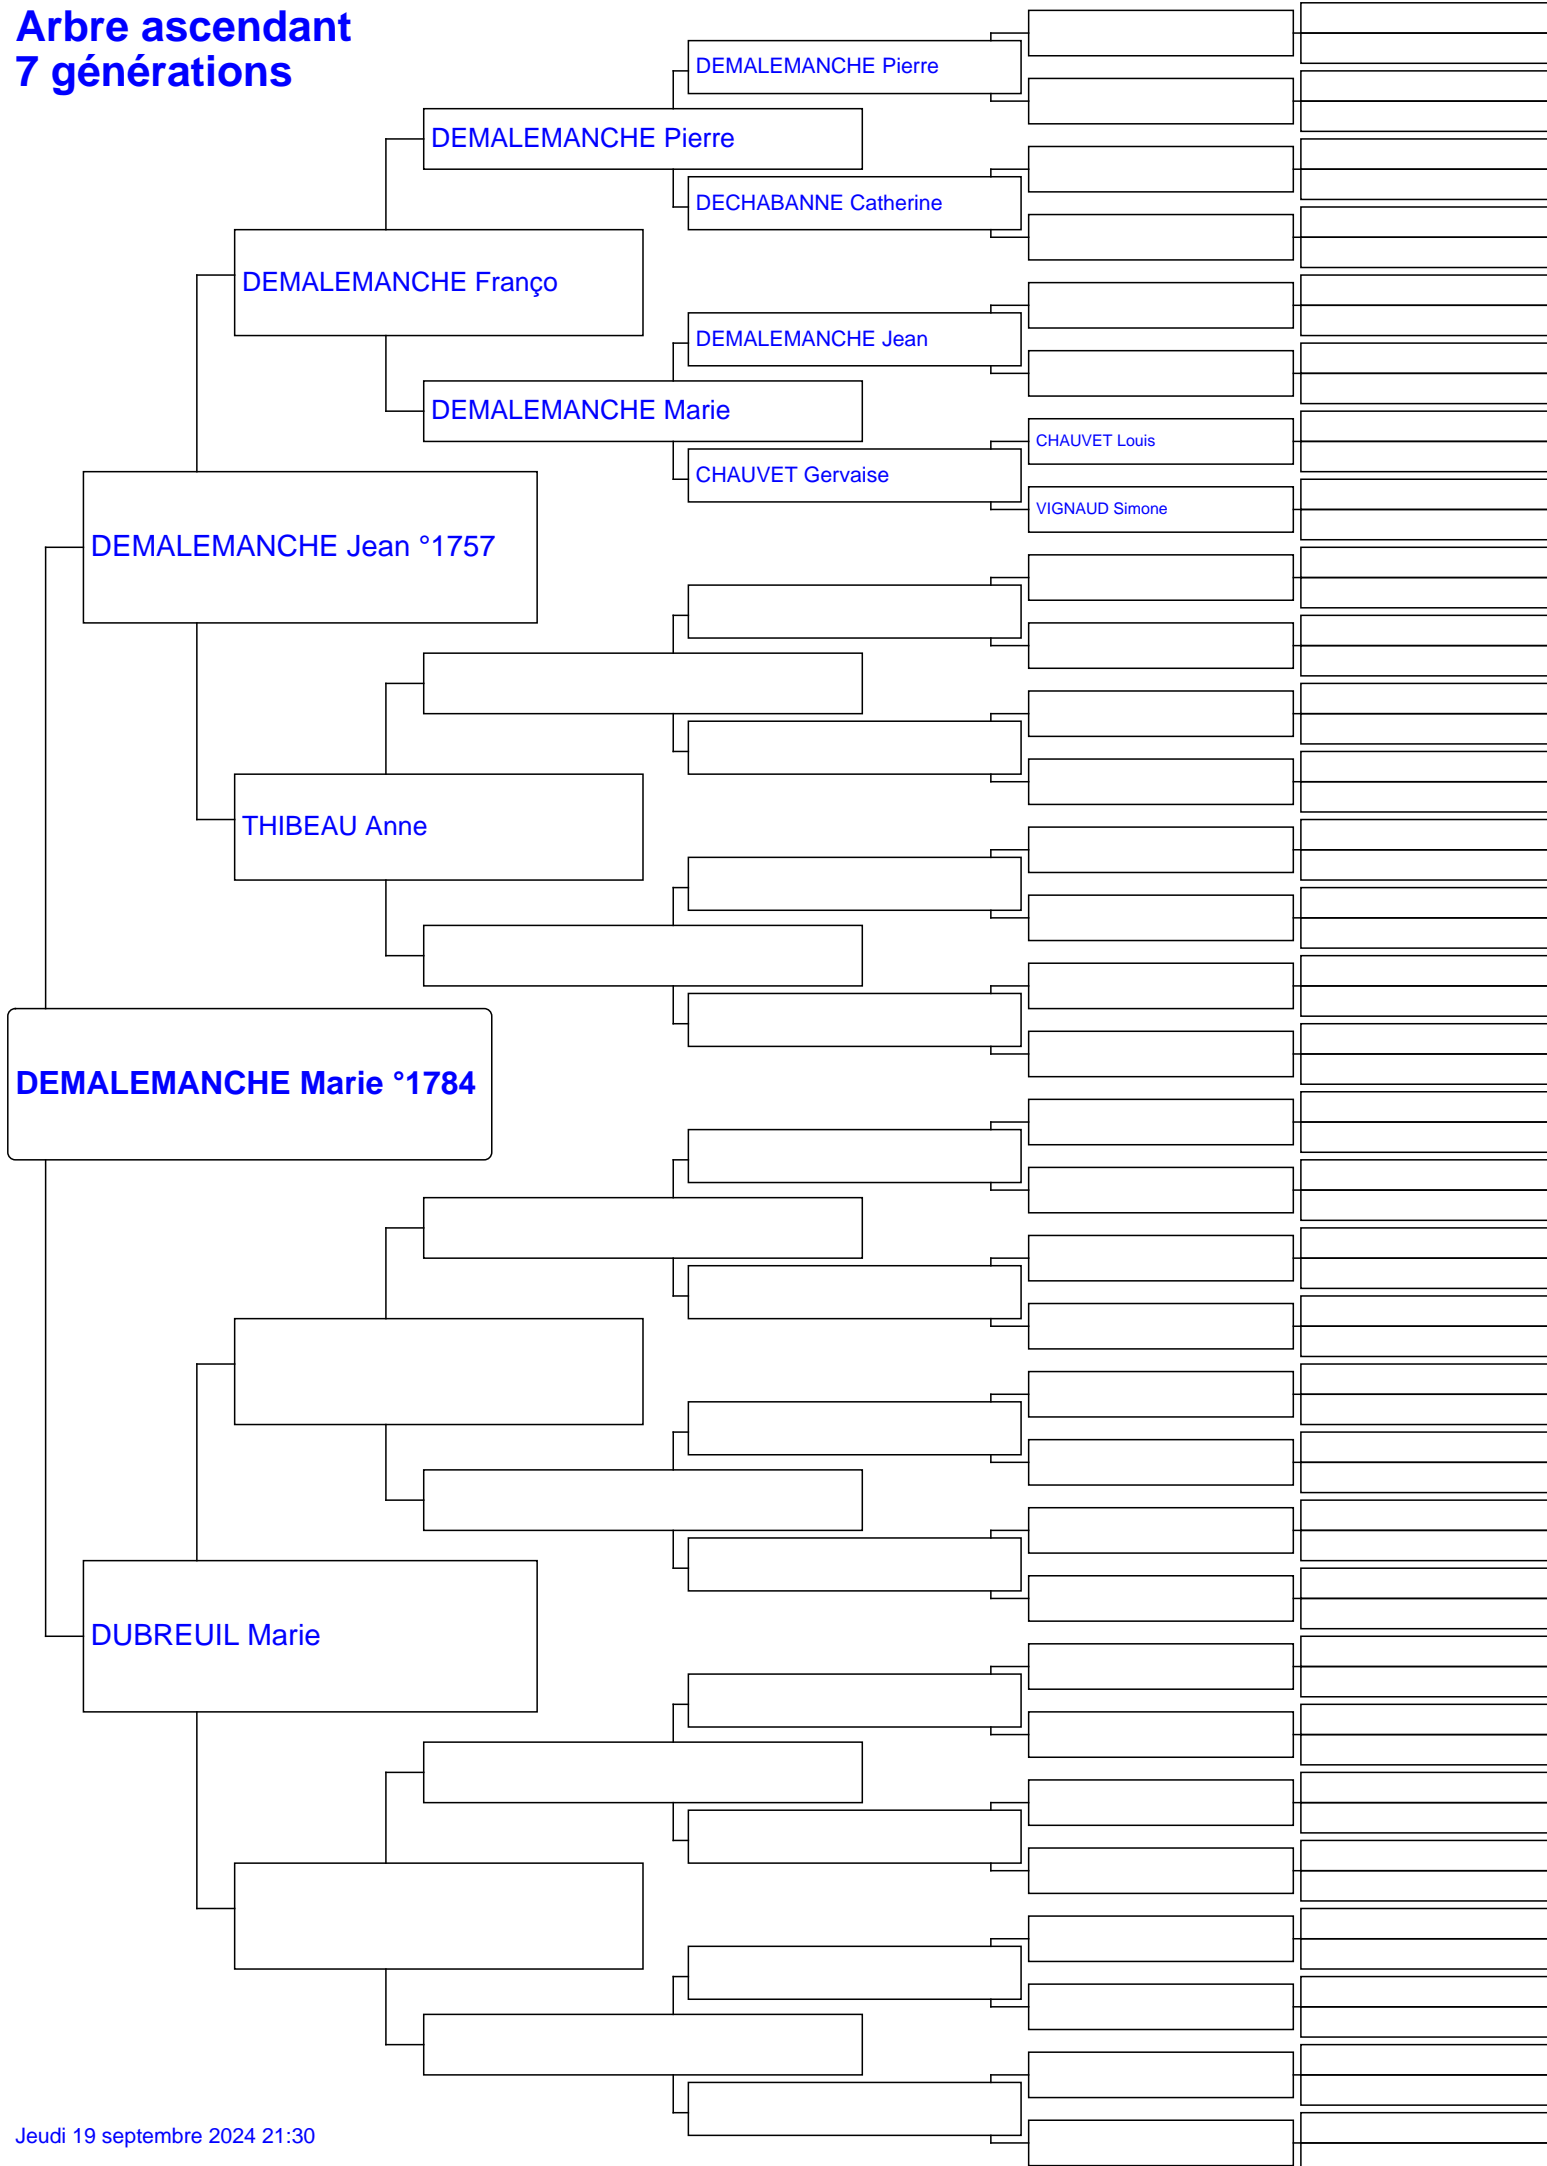 Arbre ascendant
7 générations
DEMALEMANCHE Pierre
DEMALEMANCHE Pierre
DECHABANNE Catherine
DEMALEMANCHE Franço
DEMALEMANCHE Jean
DEMALEMANCHE Marie
CHAUVET Louis
CHAUVET Gervaise
VIGNAUD Simone
DEMALEMANCHE Jean °1757
THIBEAU Anne
DEMALEMANCHE Marie °1784
DUBREUIL Marie
Jeudi 19 septembre 2024 21:30